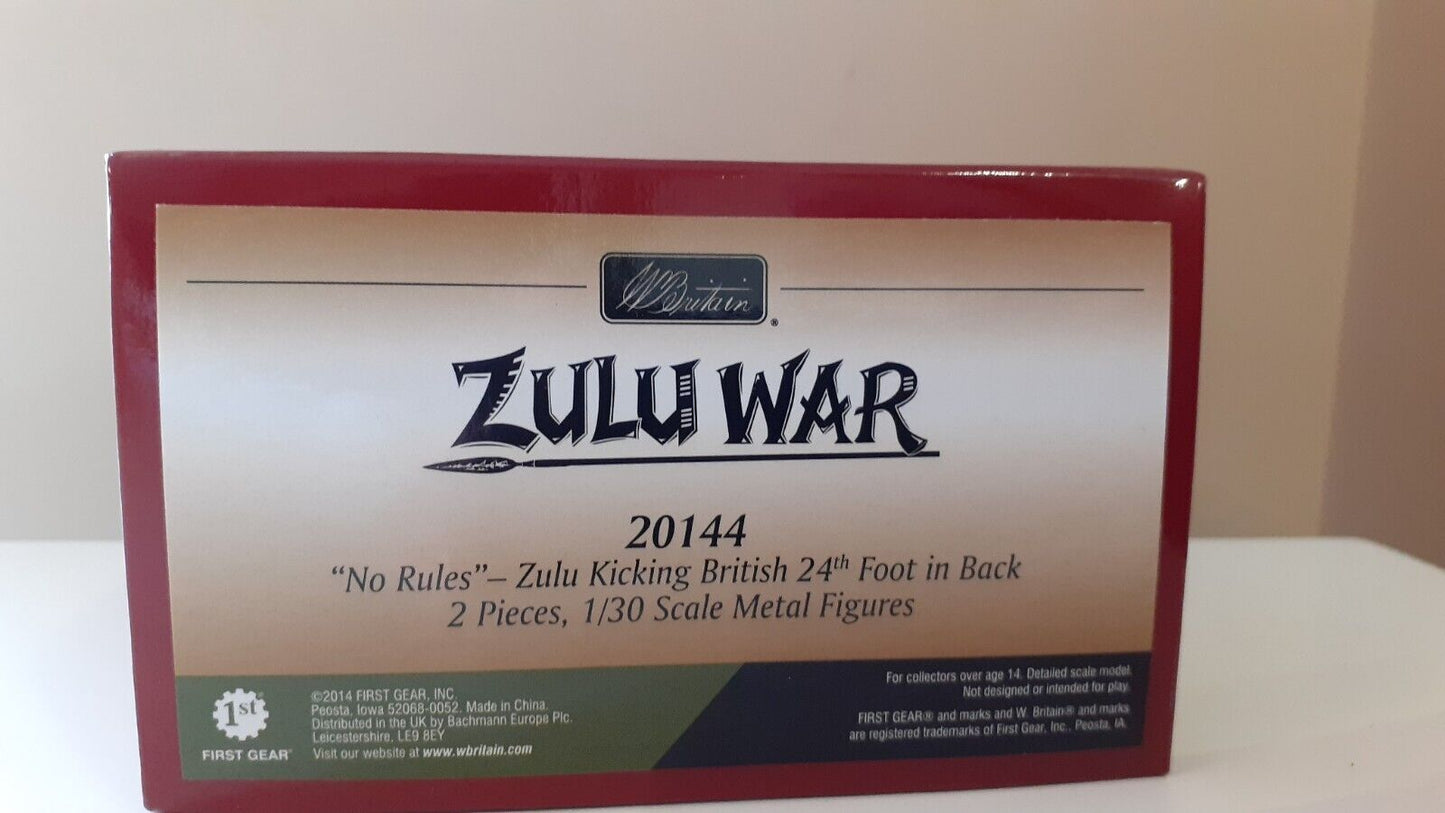 W Britain®
ZULU WAR
20144
“No Rules”– Zulu Kicking British 24th Foot in Back
2 Pieces, 1/30 Scale Metal Figures
1st
FIRST GEAR®
©2014 FIRST GEAR, INC.
Peosta, Iowa 52068-0052. Made in China.
Distributed in the UK by Bachmann Europe Plc.
Leicestershire. LE9 8EY
Visit our website at www.wbritain.com
For collectors over age 14. Detailed scale model.
Not designed or intended for play.
FIRST GEAR® and marks and W. Britain® and marks
are registered trademarks of First Gear, Inc., Peosta, IA.